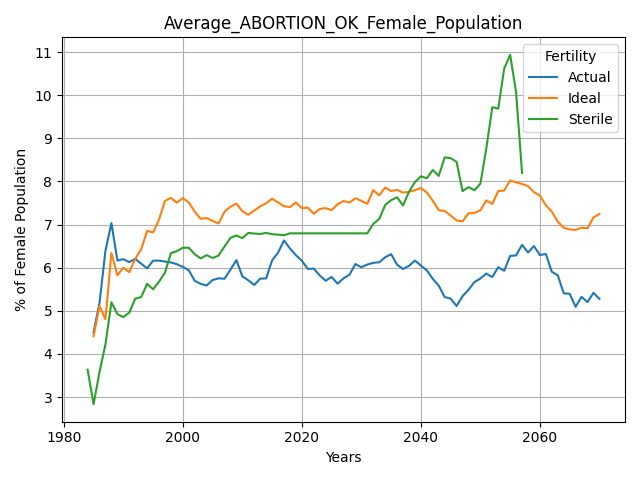 Average_ABORTION_OK_Female_Population
Fertility
Actual
Ideal
Sterile
% of Female Population
11
10
9
8
7
6
5
4
3
1980 2000 2020 2040 2060
Years